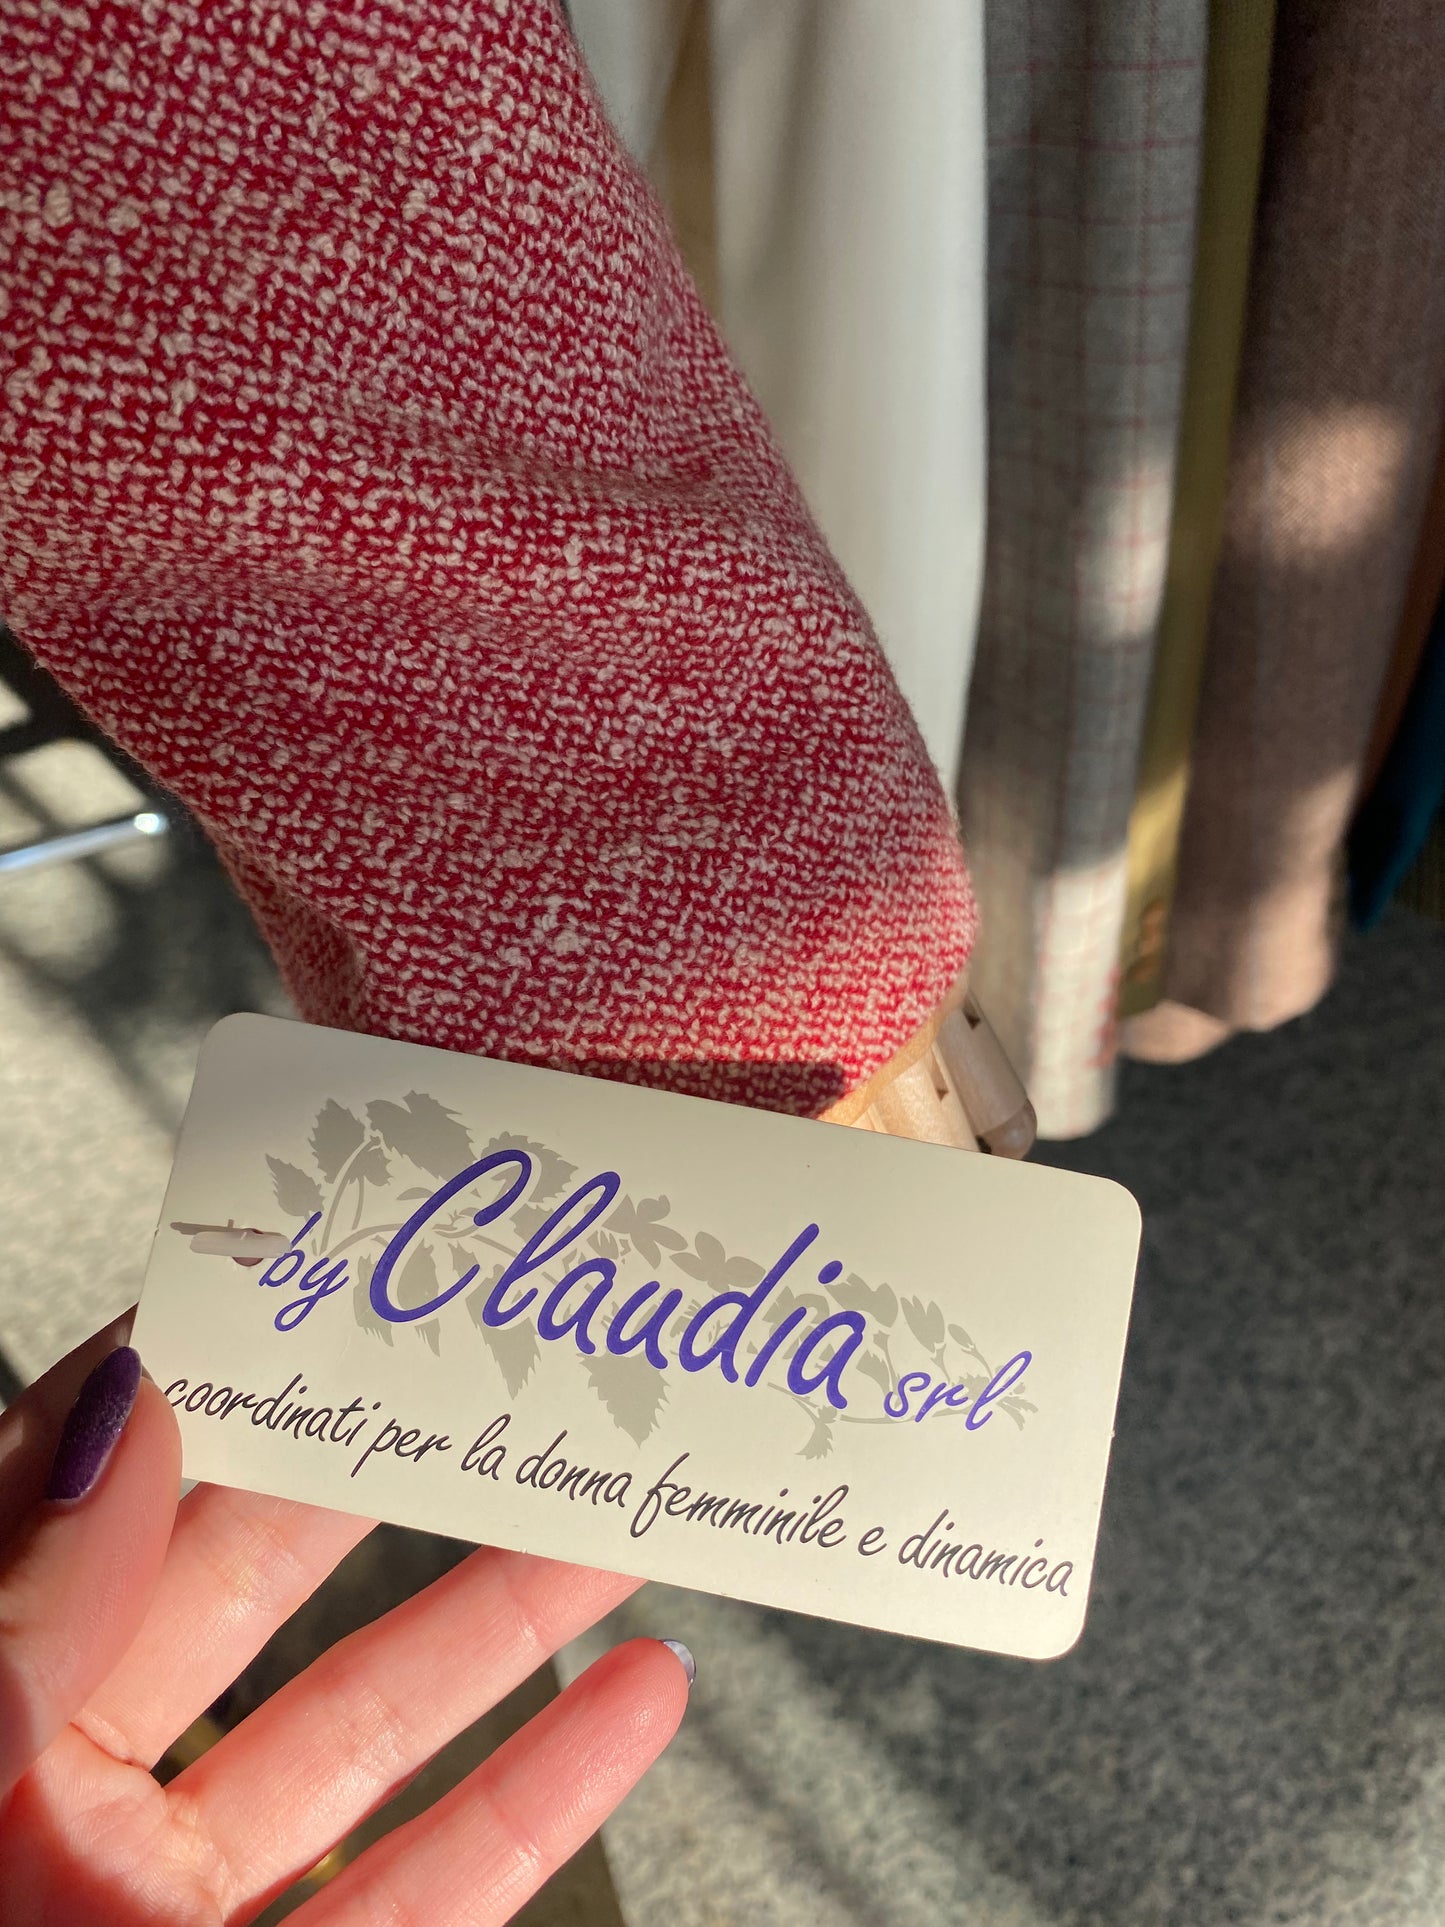 by Claudia srl
coordinati per la donna femminile e dinamica